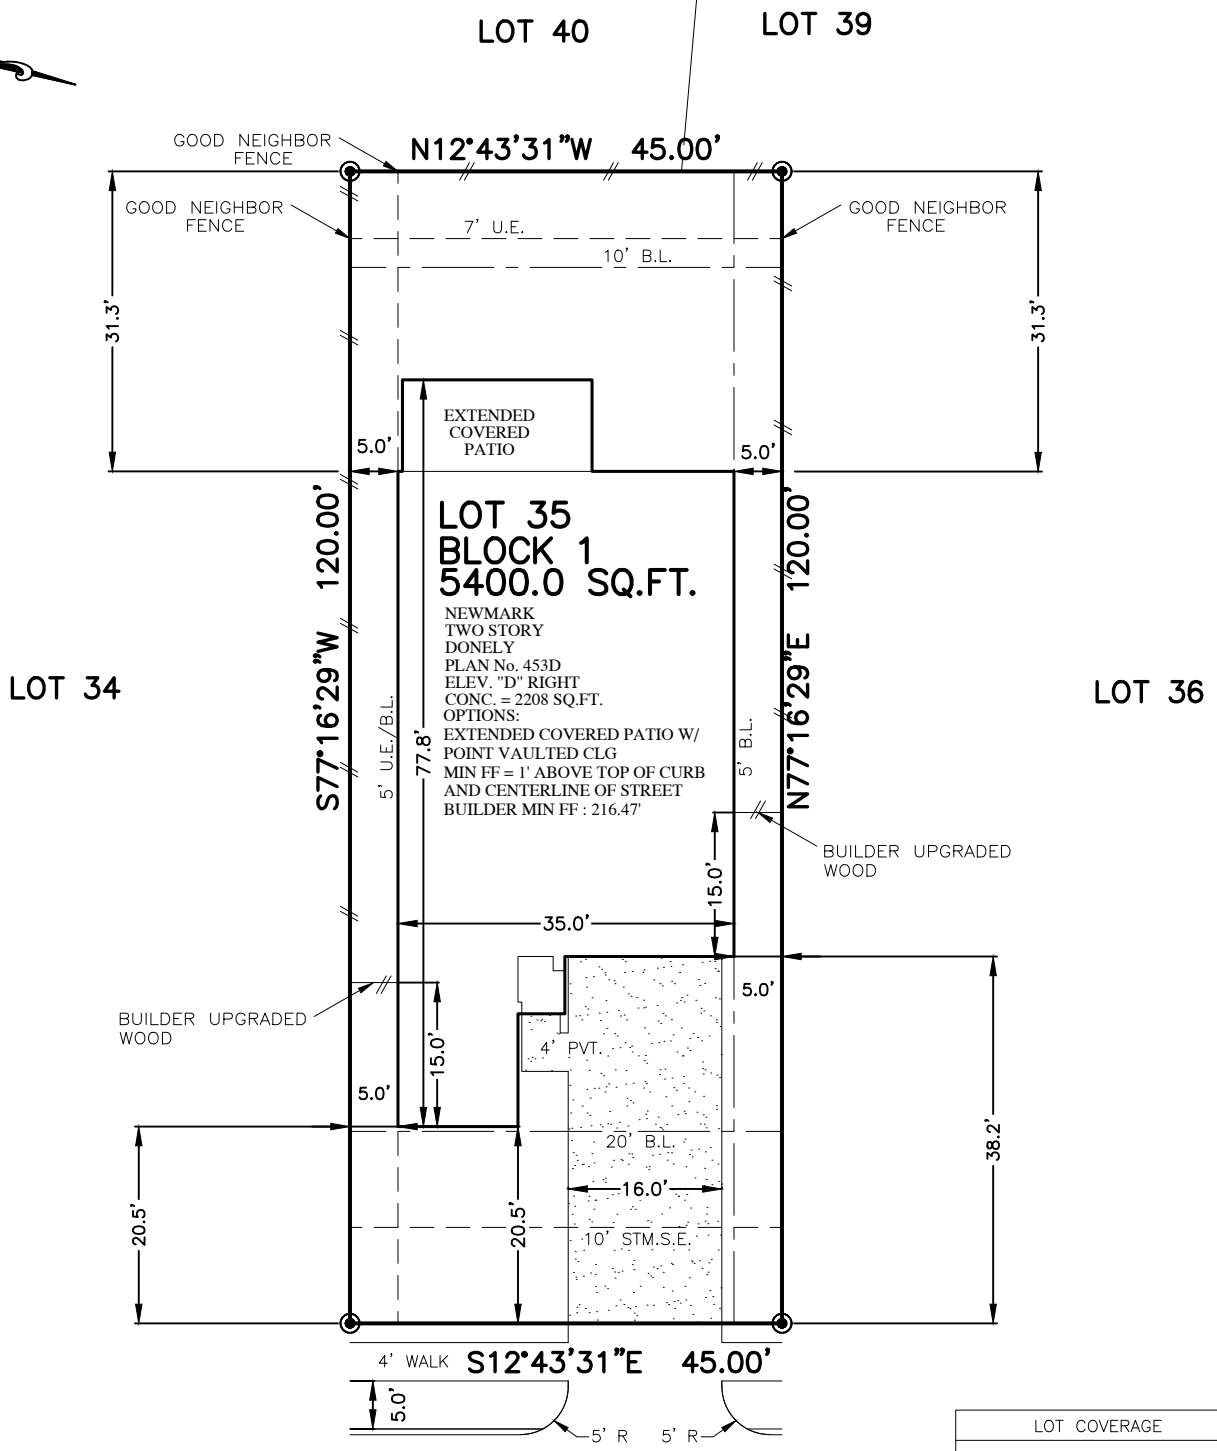 LOT 40
LOT 39
GOOD NEIGHBOR
FENCE
N12°43'31"W 45.00'
GOOD NEIGHBOR
FENCE
GOOD NEIGHBOR
FENCE
7' U.E.
10' B.L.
31.3'
31.3'
EXTENDED
COVERED
PATIO
5.0'
5.0'
LOT 35
BLOCK 1
5400.0 SQ.FT.
S77°16'29"W 120.00'
N77°16'29"E 120.00'
NEWMARK
TWO STORY
DONELY
PLAN No. 453D
ELEV. "D" RIGHT
CONC. = 2208 SQ.FT.
OPTIONS:
EXTENDED COVERED PATIO W/
POINT VAULTED CLG
MIN FF = 1' ABOVE TOP OF CURB
AND CENTERLINE OF STREET
BUILDER MIN FF : 216.47'
LOT 34
LOT 36
5' U.E./B.L.
77.8'
5' B.L.
BUILDER UPGRADED
WOOD
15.0'
35.0'
5.0'
BUILDER UPGRADED
WOOD
15.0'
4' PVT.
5.0'
20' B.L.
38.2'
16.0'
20.5'
20.5'
10' STM.S.E.
4' WALK
S12°43'31"E 45.00'
5.0'
5' R
5' R
LOT COVERAGE